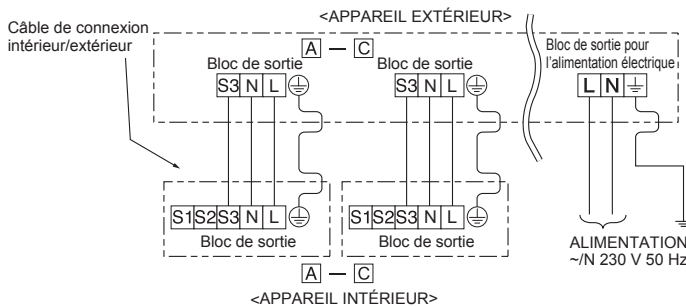 <APPAREIL EXTÉRIEUR>
Câble de connexion
intérieur/extérieur
A — C
Bloc de sortie
Bloc de sortie
Bloc de sortie pour
l'alimentation électrique
S3 N L
S3 N L
L N
S1 S2 S3 N L
S1 S2 S3 N L
Bloc de sortie
Bloc de sortie
ALIMENTATION
~/N 230 V 50 Hz
A — C
<APPAREIL INTÉRIEUR>